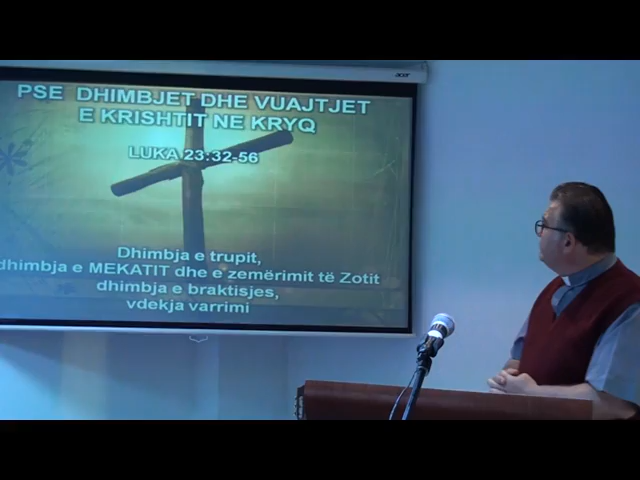 acer
PSE DHIMBJET DHE VUAJTJET
E KRISHTIT NE KRYQ
LUKA 23:32-56
Dhimbja e trupit,
dhimbja e MEKATIT dhe e zemërimit të Zotit
dhimbja e braktisjes,
vdekja varrimi